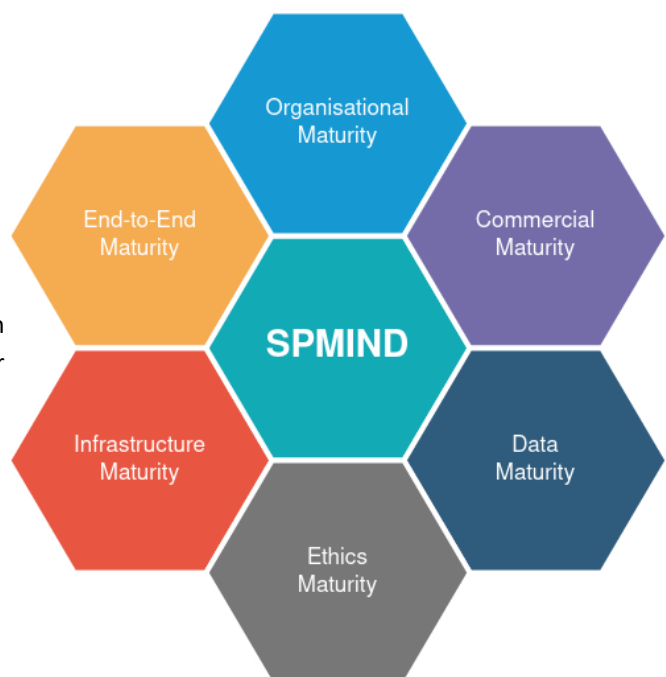 Organisational
Maturity
End-to-End
Maturity
Commercial
Maturity
SPMIND
Infrastructure
Maturity
Data
Maturity
Ethics
Maturity